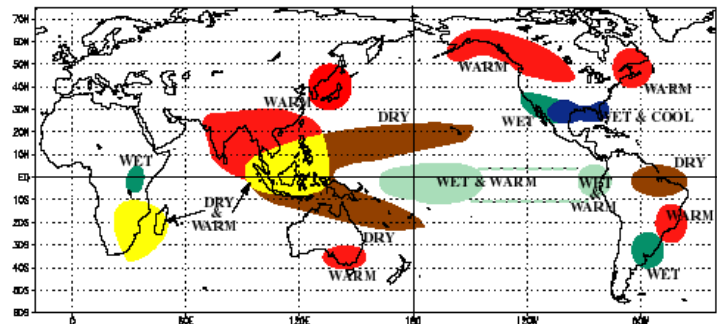 70N
60N
50N
40N
30N
20N
10N
EQ
10S
20S
30S
40S
50S
60S
WARM
WARM
WARM
WET
WET & COOL
DRY
WET
DRY
&
WARM
WET & WARM
WET
&
WARM
DRY
WARM
DRY
WARM
WET
0
60E
120E
180
120W
60W